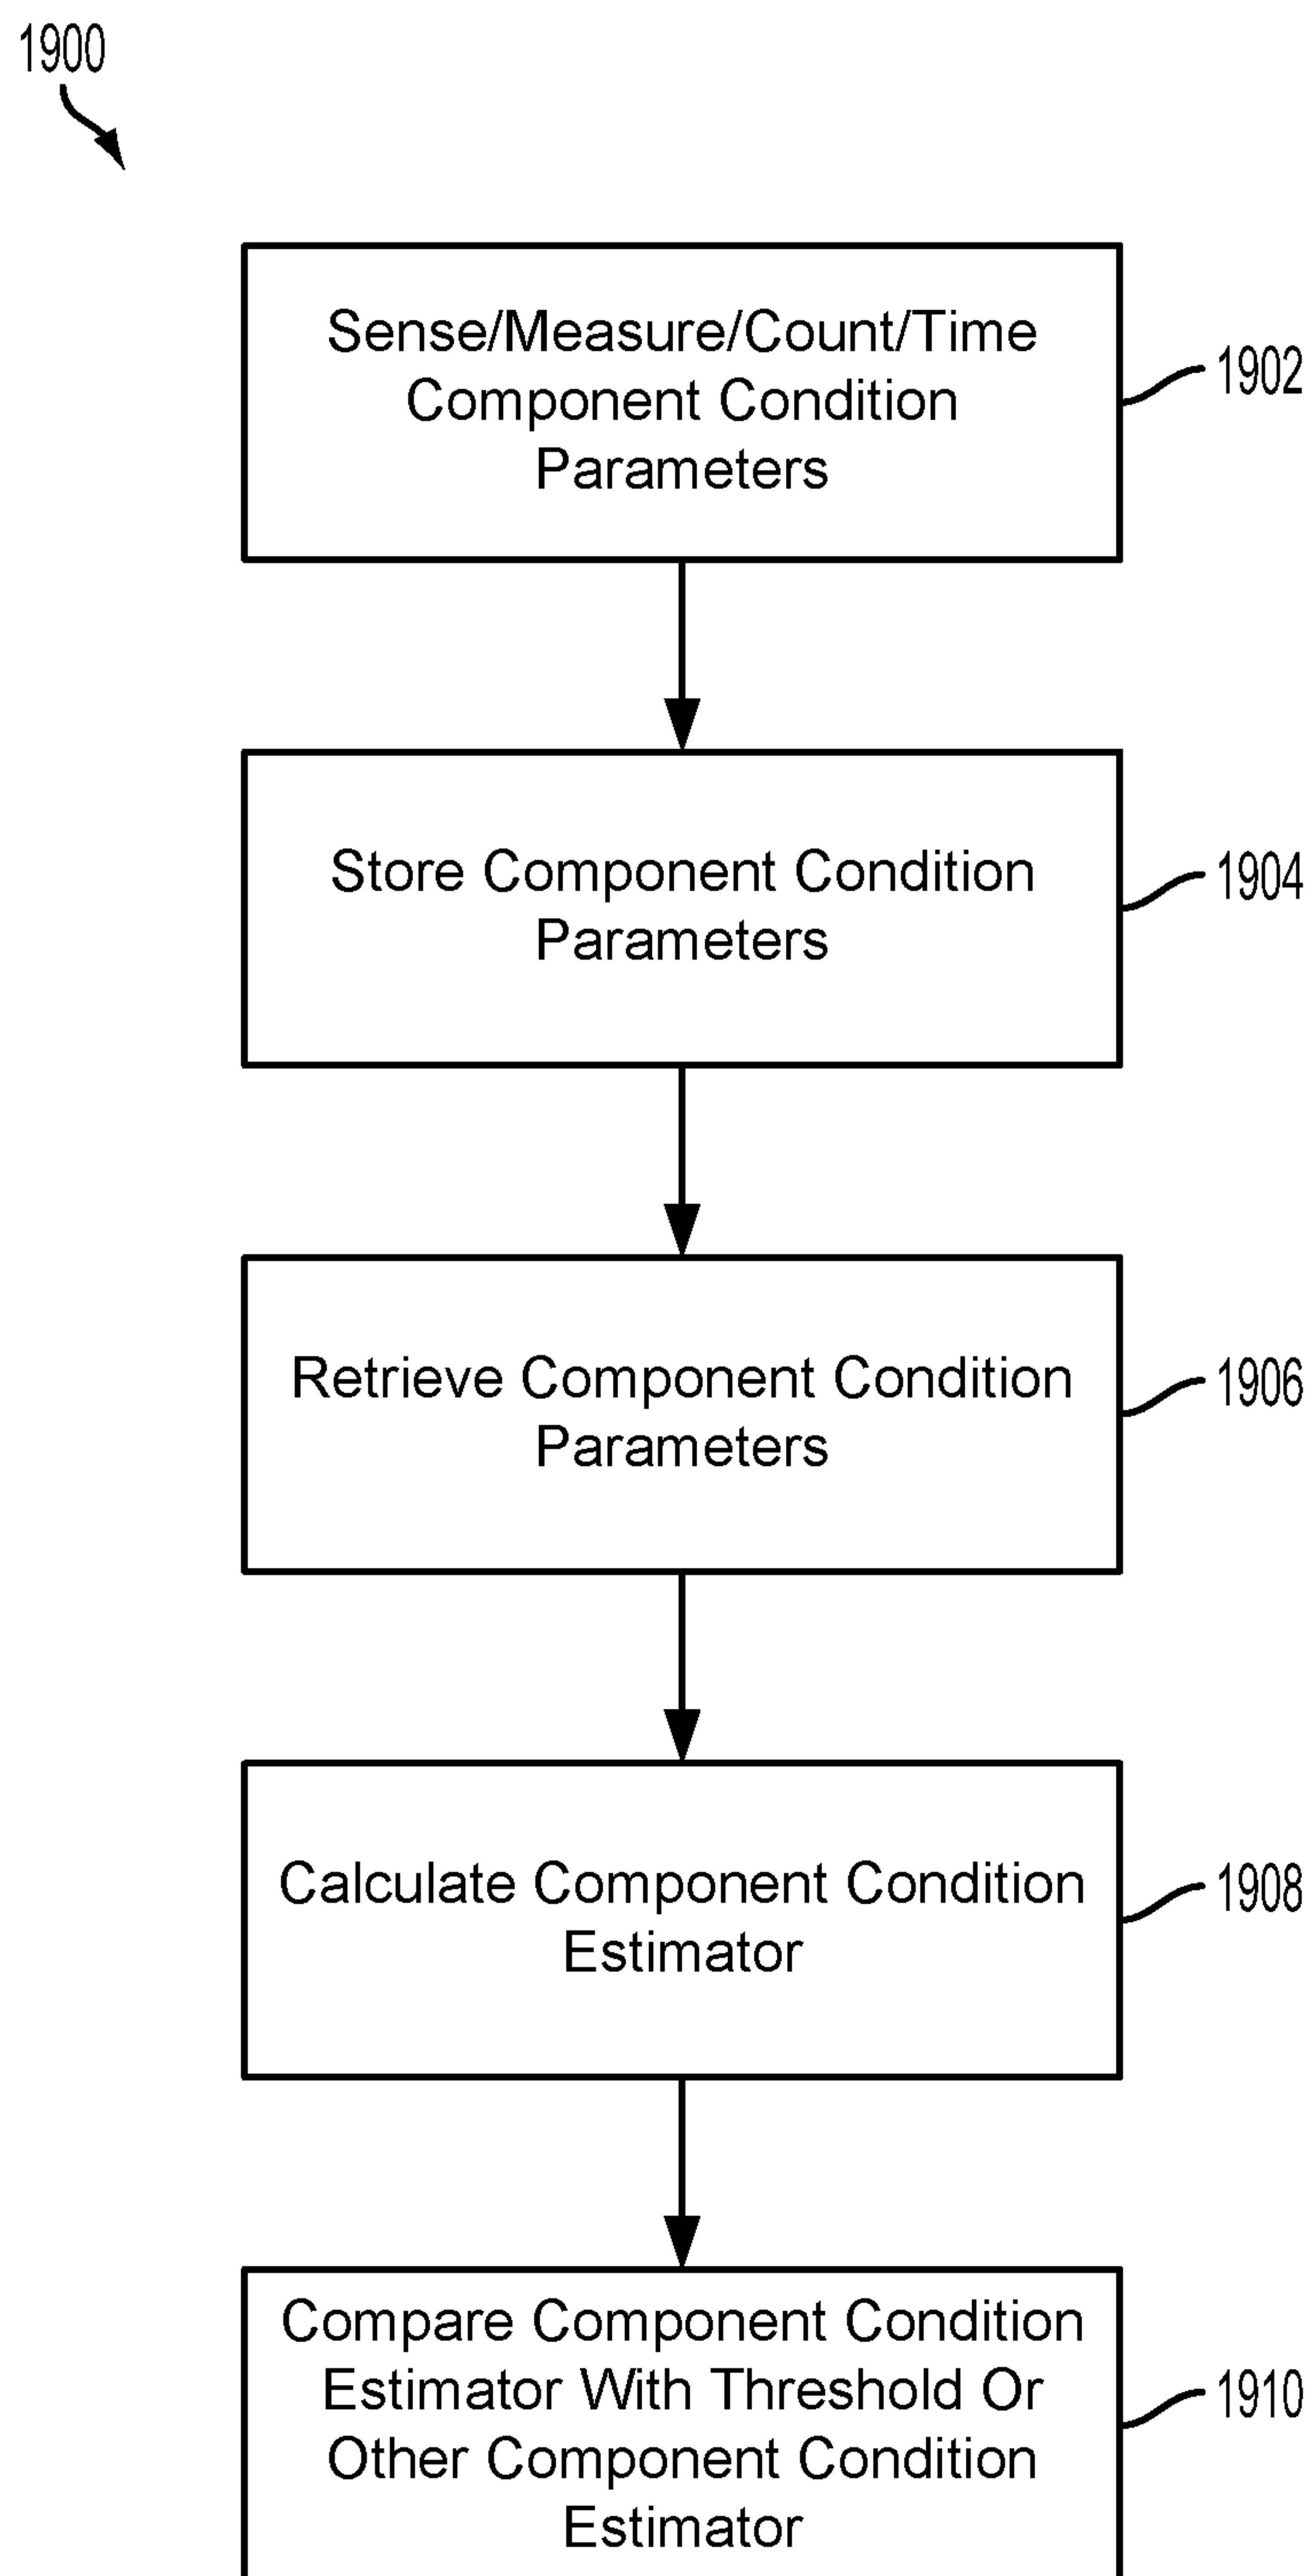 1900
Sense/Measure/Count/Time
Component Condition
Parameters
1902
Store Component Condition
Parameters
1904
Retrieve Component Condition
Parameters
1906
Calculate Component Condition
Estimator
1908
Compare Component Condition
Estimator With Threshold Or
Other Component Condition
Estimator
1910